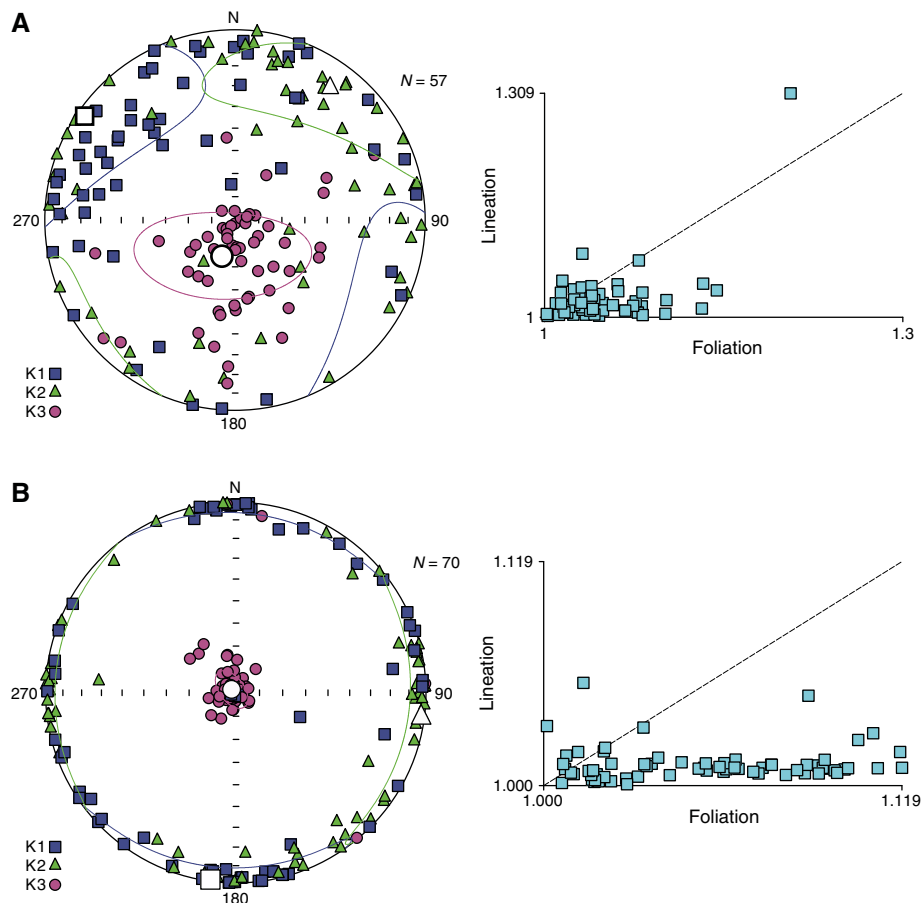 A
N
N = 57
270
90
180
K1
K2
K3
1.309
Lineation
1
1
1.3
Foliation
B
N
N = 70
270
90
180
K1
K2
K3
1.119
Lineation
1.000
1.000
1.119
Foliation